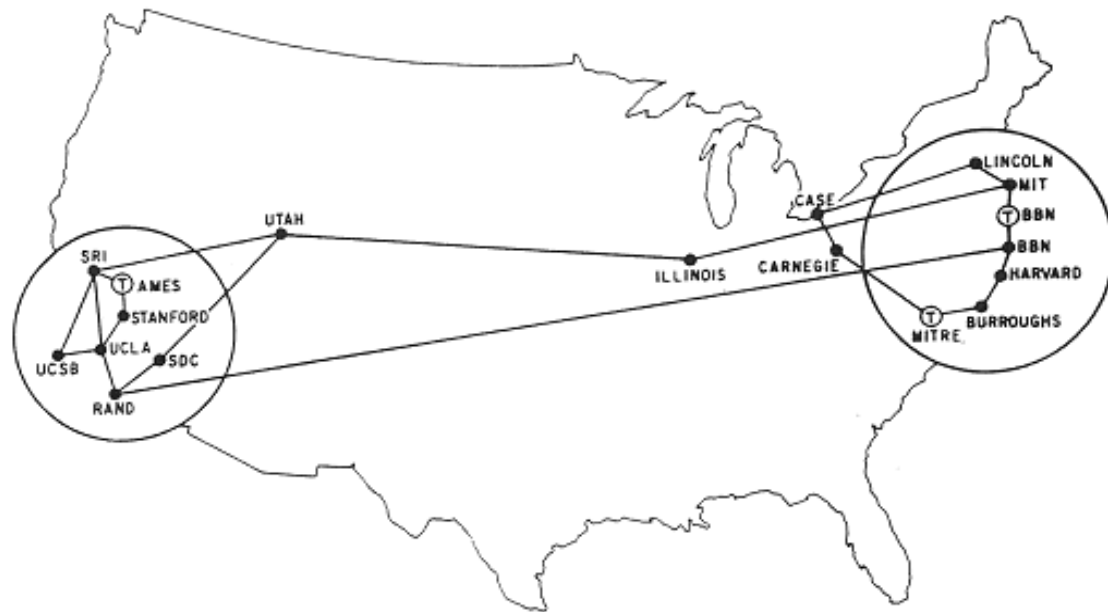 LINCOLN
MIT
CASE
T BBN
UTAH
BBN
SRI
ILLINOIS
CARNEGIE
T AMES
HARVARD
STANFORD
T
BURROUGHS
MITRE
UCLA
SDC
UCSB
RAND